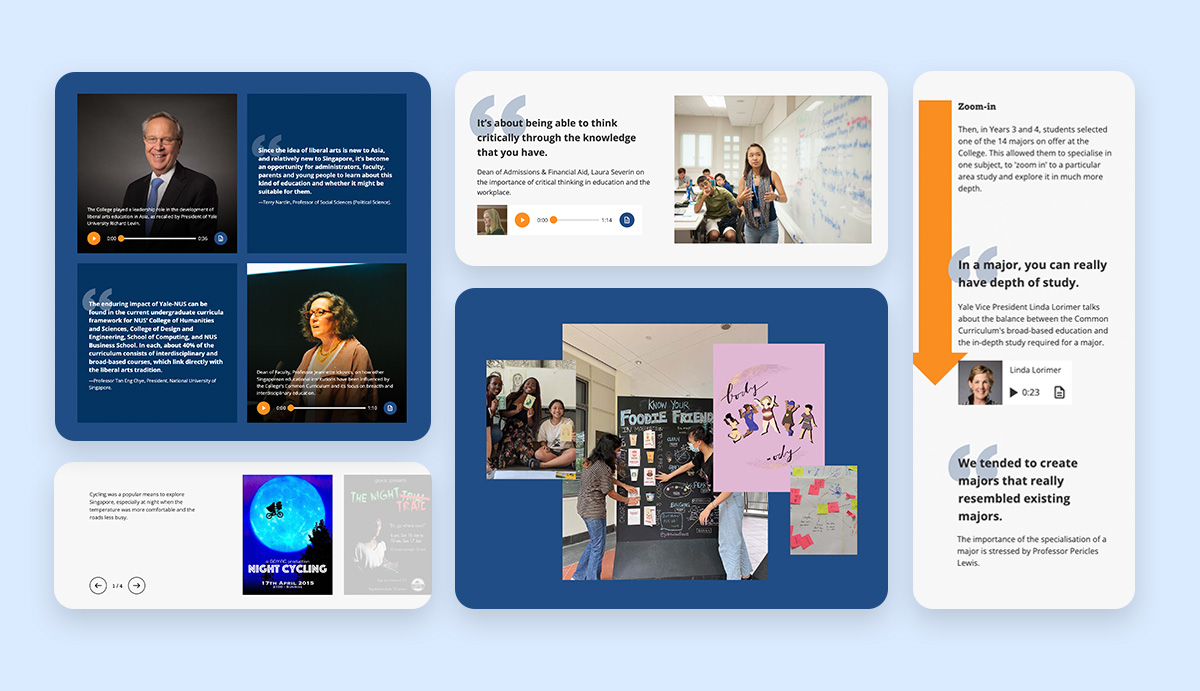 The College played a leadership role in the development of
liberal arts education in Asia, as recalled by President of Yale
University Richard Levin.
0:00
0:36
Since the idea of liberal arts is new to Asia,
and relatively new to Singapore, it's become
an opportunity for administrators, faculty,
parents and young people to learn about this
kind of education and whether it might be
suitable for them.
—Terry Nardin, Professor of Social Sciences (Political Science).
The enduring impact of Yale-NUS can be
found in the current undergraduate curricula
framework for NUS' College of Humanities
and Sciences, College of Design and
Engineering, School of Computing, and NUS
Business School. In each, about 40% of the
curriculum consists of interdisciplinary and
broad-based courses, which link directly with
the liberal arts tradition.
—Professor Tan Eng Chye, President, National University of
Singapore.
Dean of Faculty, Professor Jeannette Ickovics, on how other
Singaporean educational institutions have been influenced by
the College's Common Curriculum and its focus on breadth and
interdisciplinary education.
0:00
1:10
Cycling was a popular means to explore
Singapore, especially at night when the
temperature was more comfortable and the
roads less busy.
1 / 4
NIGHT CYCLING
17TH APRIL 2015
THE NIGHT TRAIL
TRAIL
It's about being able to think
critically through the knowledge
that you have.
Dean of Admissions & Financial Aid, Laura Severin on
the importance of critical thinking in education and the
workplace.
0:00
1:14
KNOW YOUR
FOODIE FRIEND
body
-ody
Zoom-in
Then, in Years 3 and 4, students selected
one of the 14 majors on offer at the
College. This allowed them to specialise in
one subject, to 'zoom in' to a particular
area study and explore it in much more
depth.
In a major, you can really
have depth of study.
Yale Vice President Linda Lorimer talks
about the balance between the Common
Curriculum's broad-based education and
the in-depth study required for a major.
Linda Lorimer
0:23
We tended to create
majors that really
resembled existing
majors.
The importance of the specialisation of a
major is stressed by Professor Pericles
Lewis.